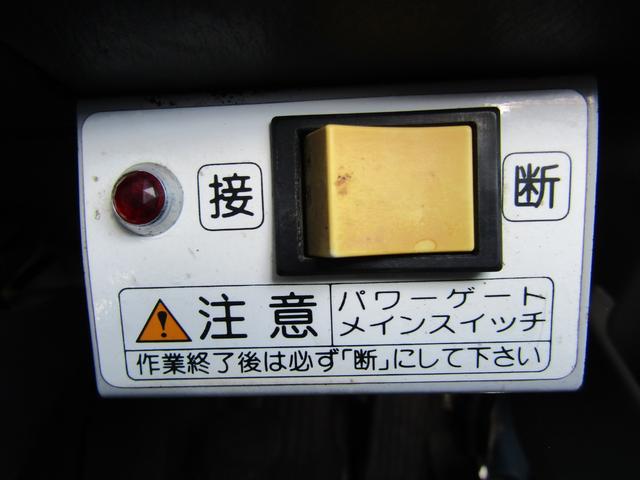 接
断
注意
パワーゲート
メインスイッチ
作業終了後は必ず「断」にして下さい